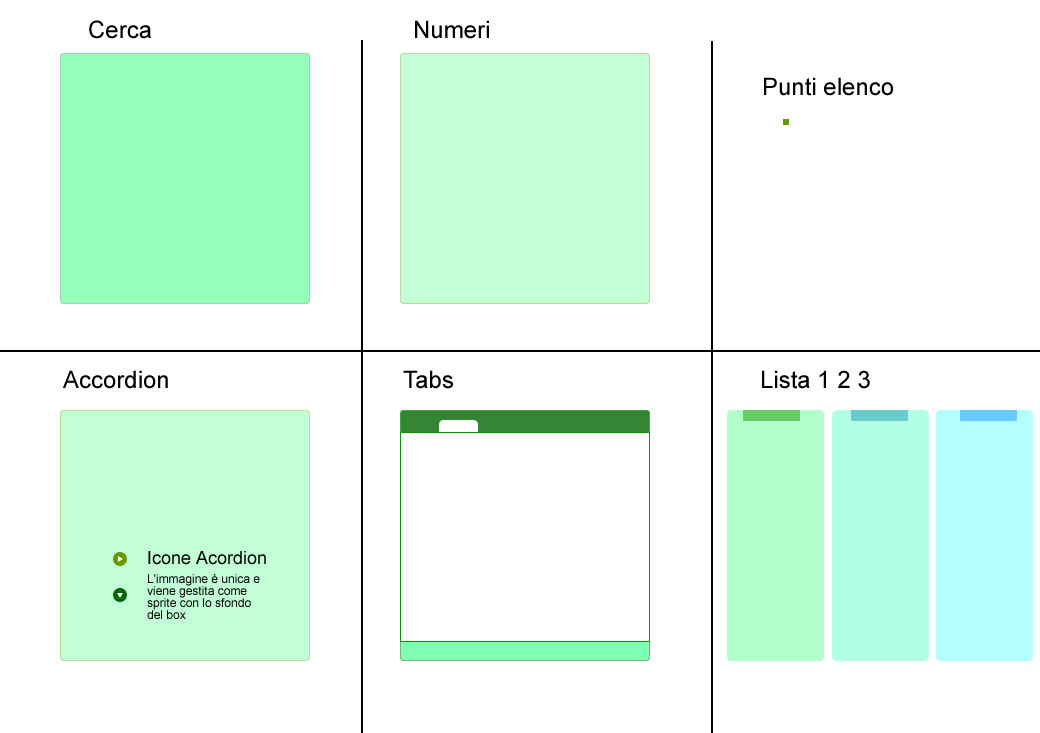 Cerca
Numeri
Punti elenco
Accordion
Tabs
Lista 1 2 3
Icone Acordion
L'immagine è unica e
viene gestita come
sprite con lo sfondo
del box